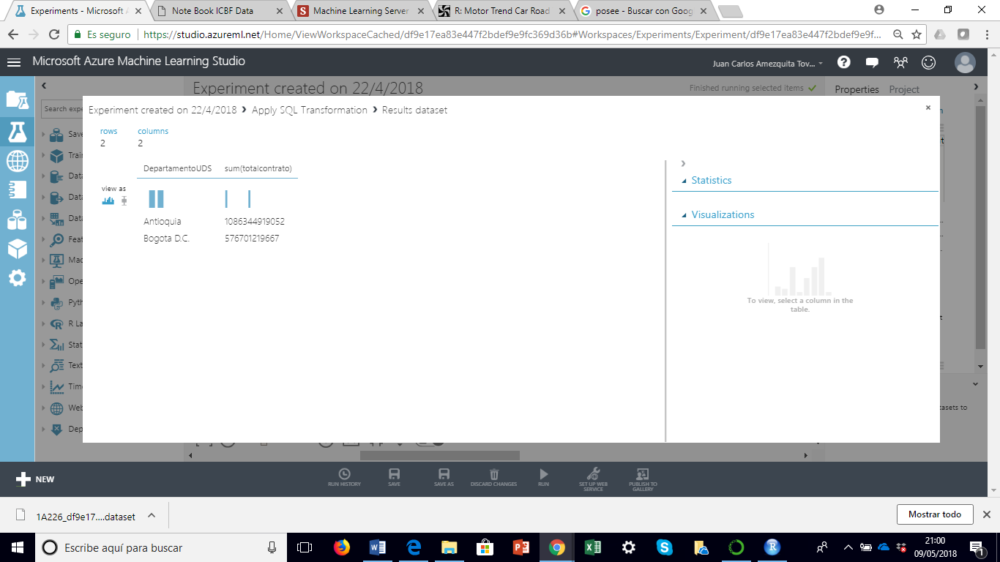 Experiments - Microsoft A
Note Book ICBF Data
Machine Learning Server
R: Motor Trend Car Road
posee - Buscar con Goog
Es seguro
https://studio.azureml.net/Home/ViewWorkspaceCached/df9e17ea83e447f2bdef9e9fc369d36b#Workspaces/Experiments/Experiment/df9e17ea83e447f2bdef9e9f...
Microsoft Azure Machine Learning Studio
Juan Carlos Amezquita Tov...
Experiment created on 22/4/2018
Finished running selected items
Properties Project
Search expe
Save
Train
Data
Data
Data
Feat
Mac
Ope
Pyth
R La
Stat
Text
Time
Web
Dep
Experiment created on 22/4/2018 › Apply SQL Transformation › Results dataset
rows columns
2 2
DepartamentoUDS sum(totalcontrato)
view as
Antioquia 1086344919052
Bogota D.C. 576701219667
Statistics
Visualizations
To view, select a column in the
table.
asets to
NEW
RUN HISTORY
SAVE
SAVE AS
DISCARD CHANGES
RUN
SET UP WEB
SERVICE
PUBLISH TO
GALLERY
1A226_df9e17....dataset
Mostrar todo
Escribe aquí para buscar
21:00
09/05/2018
1